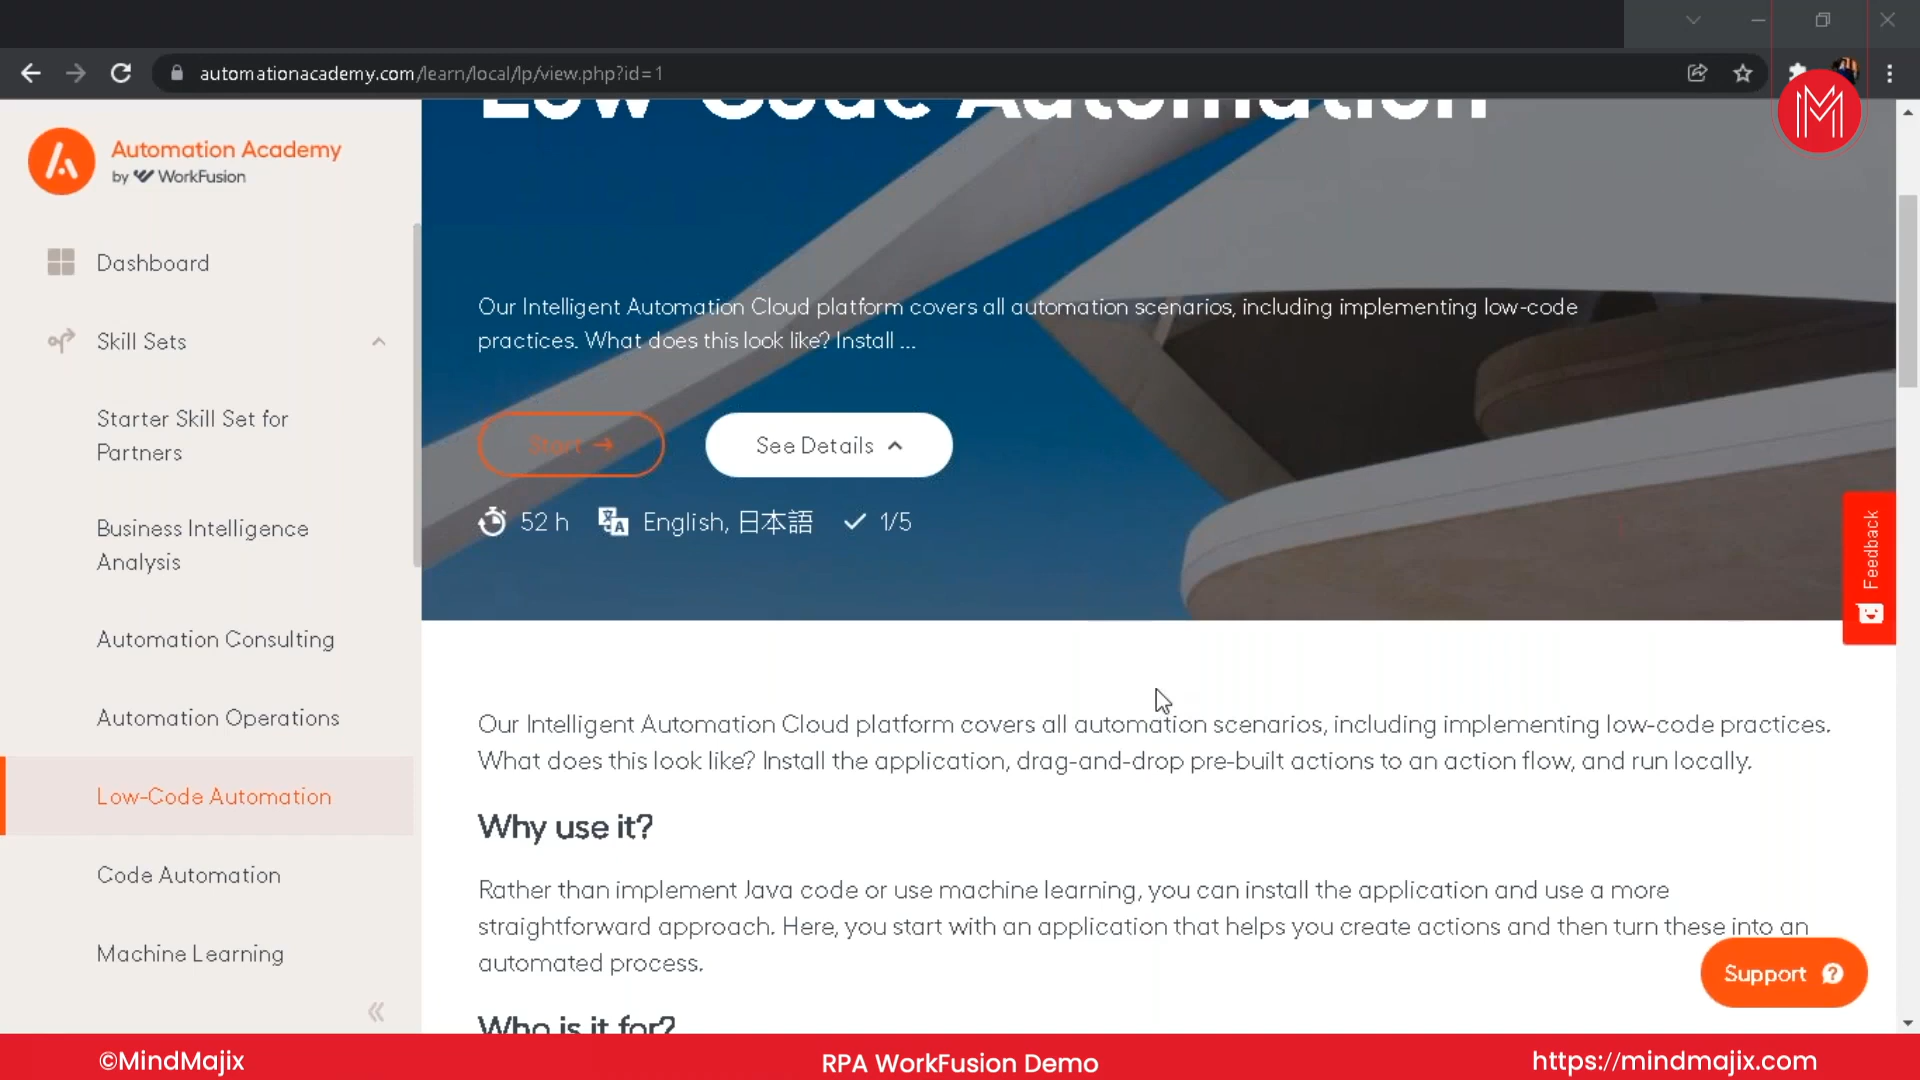 automationacademy.com/learn/local/lp/view.php?id=1
Automation Academy
by WorkFusion
Dashboard
Skill Sets
Starter Skill Set for
Partners
Business Intelligence
Analysis
Automation Consulting
Automation Operations
Low-Code Automation
Code Automation
Machine Learning
Low-Code Automation
Our Intelligent Automation Cloud platform covers all automation scenarios, including implementing low-code
practices. What does this look like? Install ...
Start →
See Details
52 h English, 日本語 1/5
Feedback
Our Intelligent Automation Cloud platform covers all automation scenarios, including implementing low-code practices.
What does this look like? Install the application, drag-and-drop pre-built actions to an action flow, and run locally.
Why use it?
Rather than implement Java code or use machine learning, you can install the application and use a more
straightforward approach. Here, you start with an application that helps you create actions and then turn these into an
automated process.
Support ?
Who is it for?
©MindMajix
RPA WorkFusion Demo
https://mindmajix.com